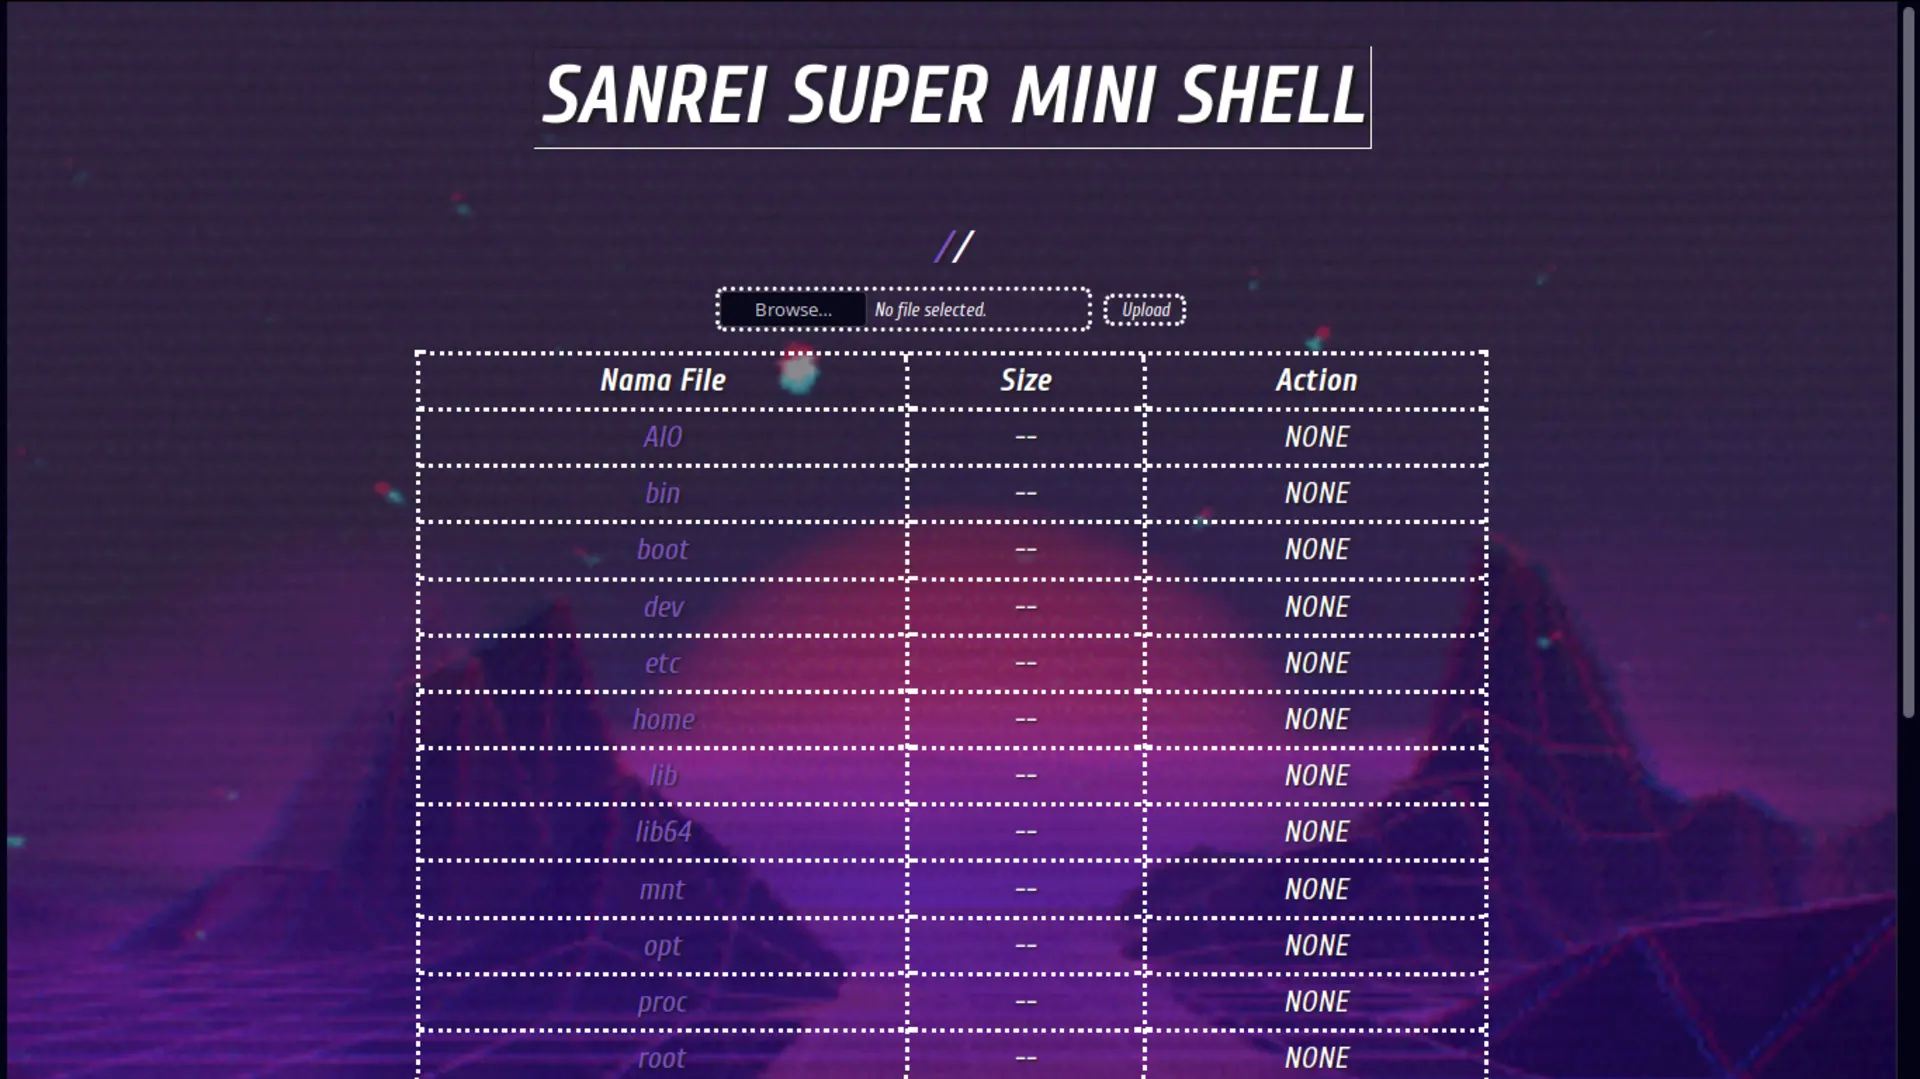 SANREI SUPER MINI SHELL
//
Browse... No file selected. Upload
Nama File Size Action
AIO -- NONE
bin -- NONE
boot -- NONE
dev -- NONE
etc -- NONE
home -- NONE
lib -- NONE
lib64 -- NONE
mnt -- NONE
opt -- NONE
proc -- NONE
root -- NONE